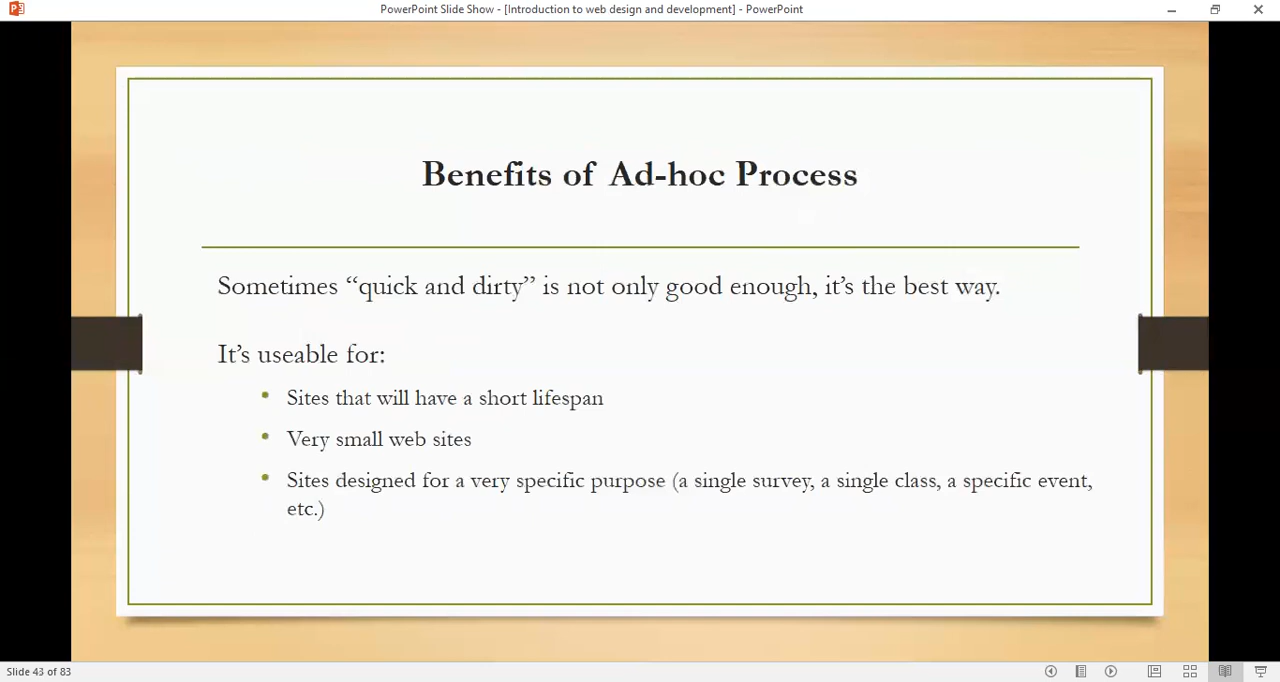 PowerPoint Slide Show - [Introduction to web design and development] - PowerPoint
Benefits of Ad-hoc Process
Sometimes “quick and dirty” is not only good enough, it’s the best way.
It’s useable for:
• Sites that will have a short lifespan
• Very small web sites
• Sites designed for a very specific purpose (a single survey, a single class, a specific event,
etc.)
Slide 43 of 83